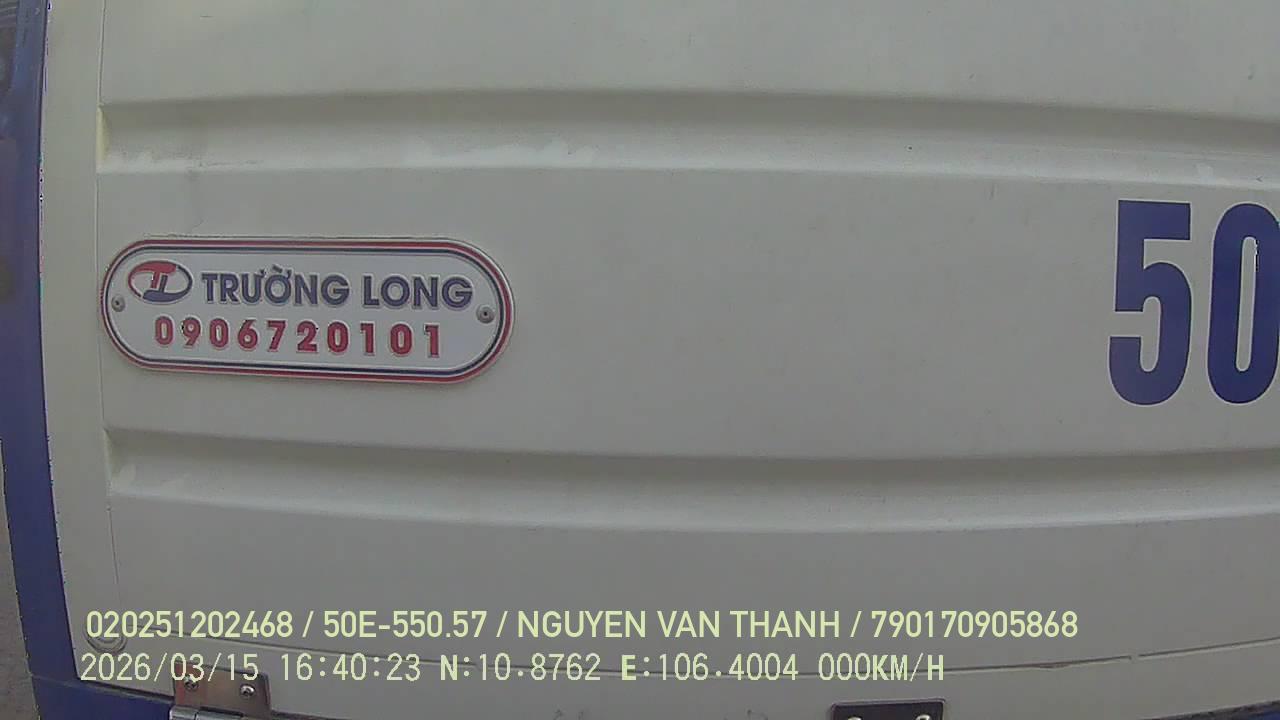 TRƯỜNG LONG
0906720101
50
020251202468 / 50E-550.57 / NGUYEN VAN THANH / 790170905868
2026/03/15 16:40:23 N:10.8762 E:106.4004 000KM/H